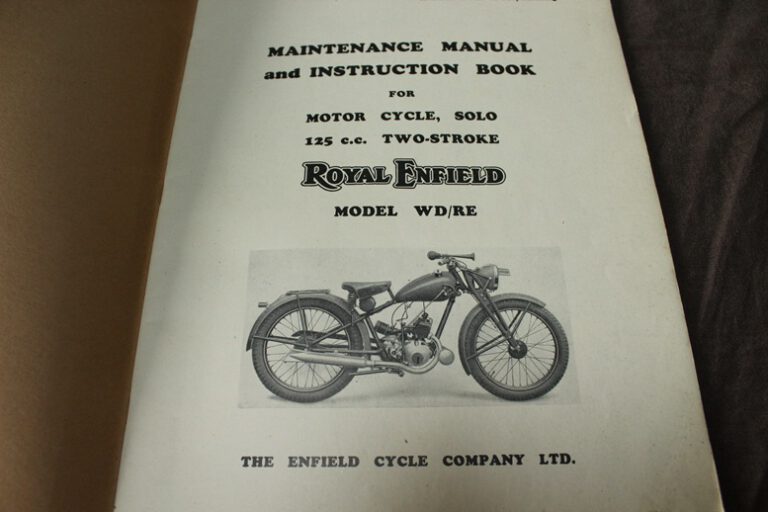 MAINTENANCE MANUAL
and INSTRUCTION BOOK
FOR
MOTOR CYCLE, SOLO
125 c.c. TWO-STROKE
ROYAL ENFIELD
MODEL WD/RE
THE ENFIELD CYCLE COMPANY LTD.